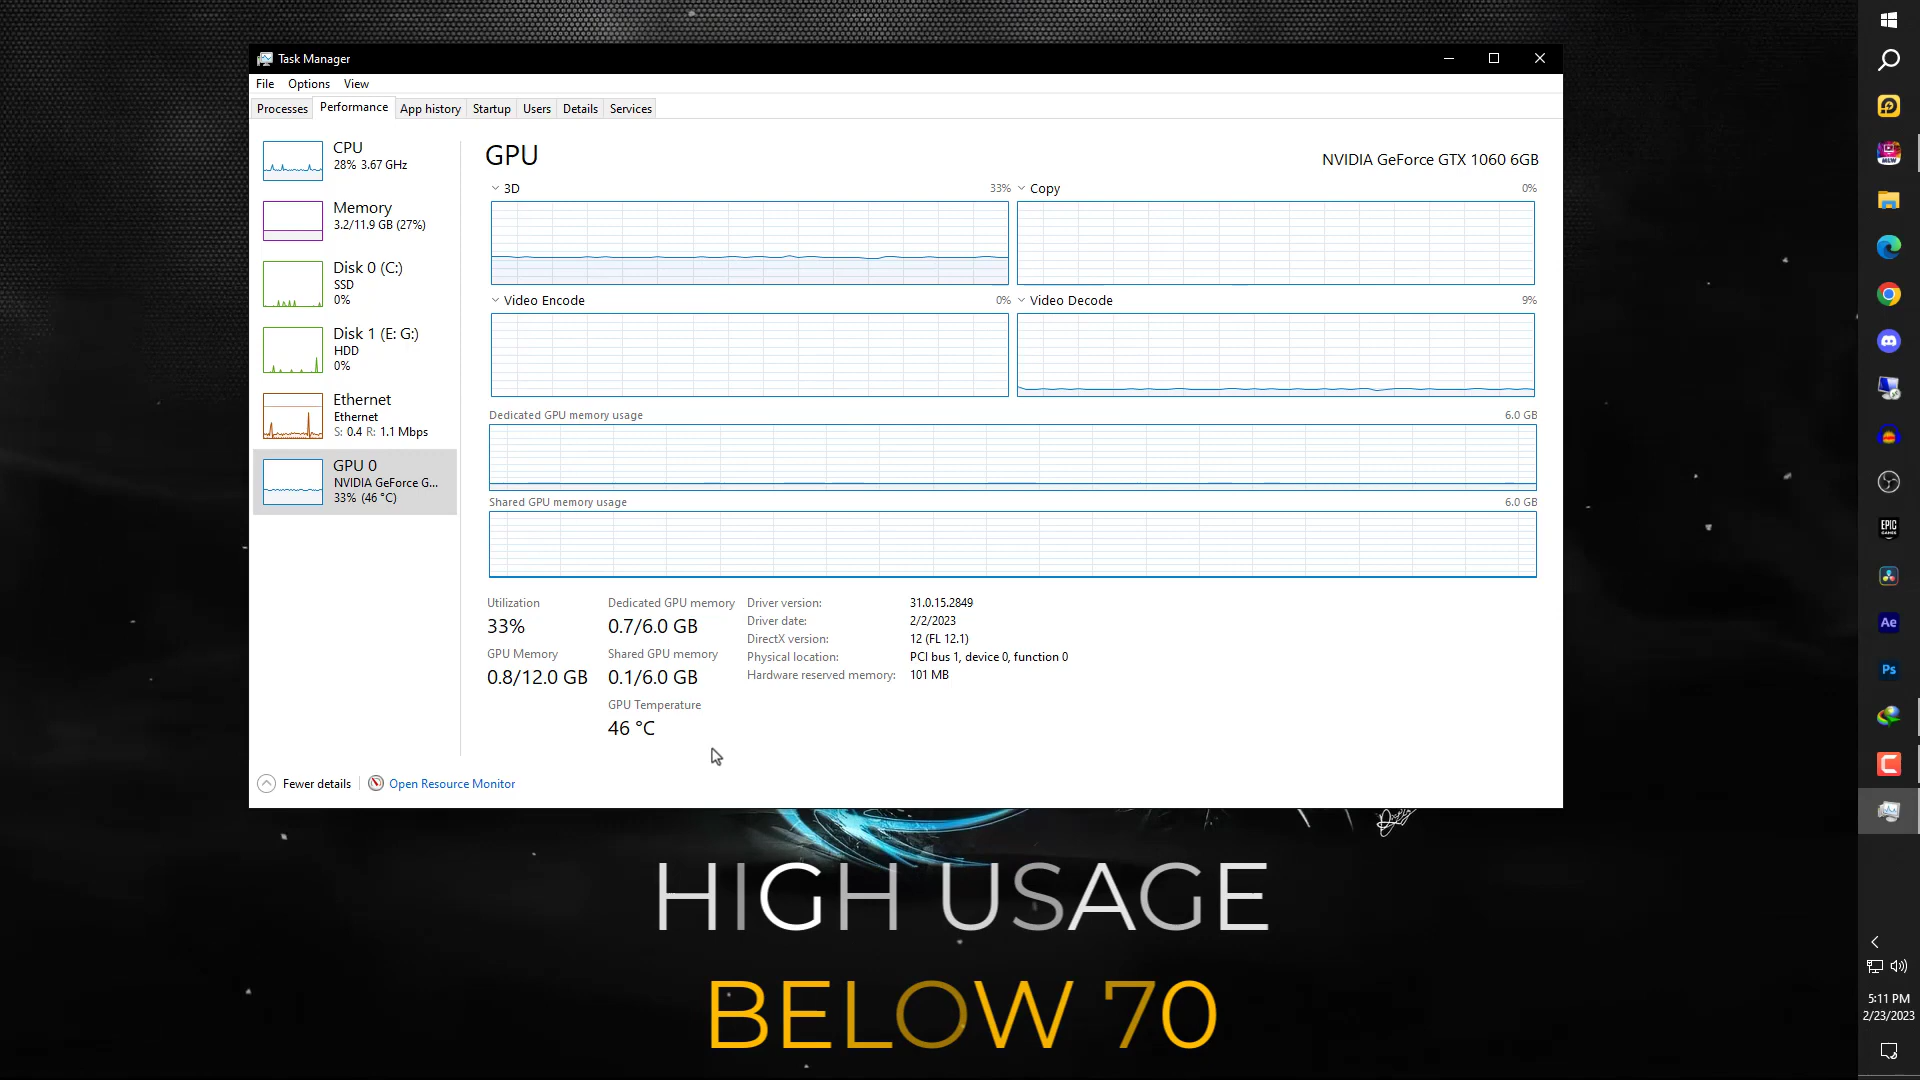 Task Manager
File Options View
Processes Performance App history Startup Users Details Services
CPU
28% 3.67 GHz
Memory
3.2/11.9 GB (27%)
Disk 0 (C:)
SSD
0%
Disk 1 (E: G:)
HDD
0%
Ethernet
Ethernet
S: 0.4 R: 1.1 Mbps
GPU 0
NVIDIA GeForce G...
33% (46 °C)
GPU NVIDIA GeForce GTX 1060 6GB
3D 33% Copy 0%
Video Encode 0% Video Decode 9%
Dedicated GPU memory usage 6.0 GB
Shared GPU memory usage 6.0 GB
Utilization
33%
GPU Memory
0.8/12.0 GB
Dedicated GPU memory
0.7/6.0 GB
Shared GPU memory
0.1/6.0 GB
GPU Temperature
46 °C
Driver version: 31.0.15.2849
Driver date: 2/2/2023
DirectX version: 12 (FL 12.1)
Physical location: PCI bus 1, device 0, function 0
Hardware reserved memory: 101 MB
Fewer details Open Resource Monitor
HIGH USAGE
BELOW 70
EPIC
GAMES
Ae
Ps
5:11 PM
2/23/2023